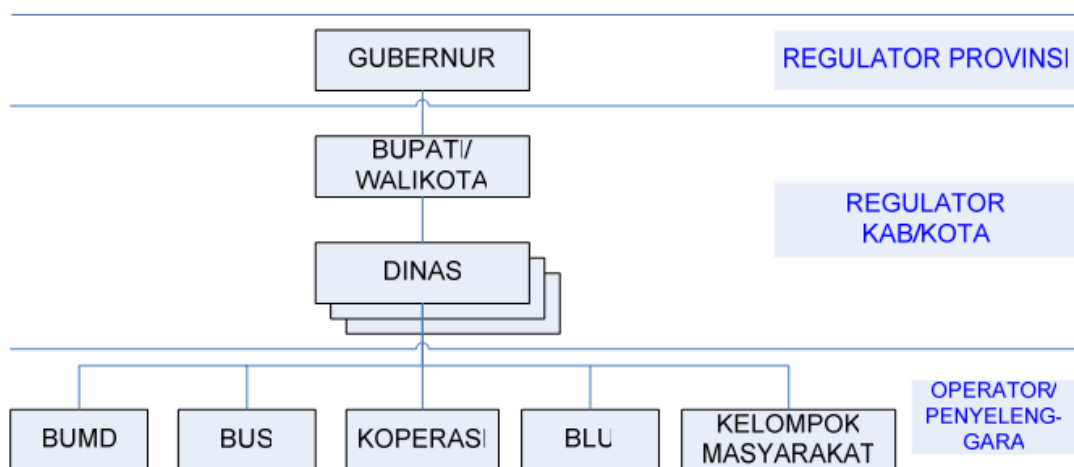 GUBERNUR
REGULATOR PROVINSI
BUPATI/
WALIKOTA
REGULATOR
KAB/KOTA
DINAS
BUMD
BUS
KOPERASI
BLU
KELOMPOK
MASYARAKAT
OPERATOR/
PENYELENG-
GARA